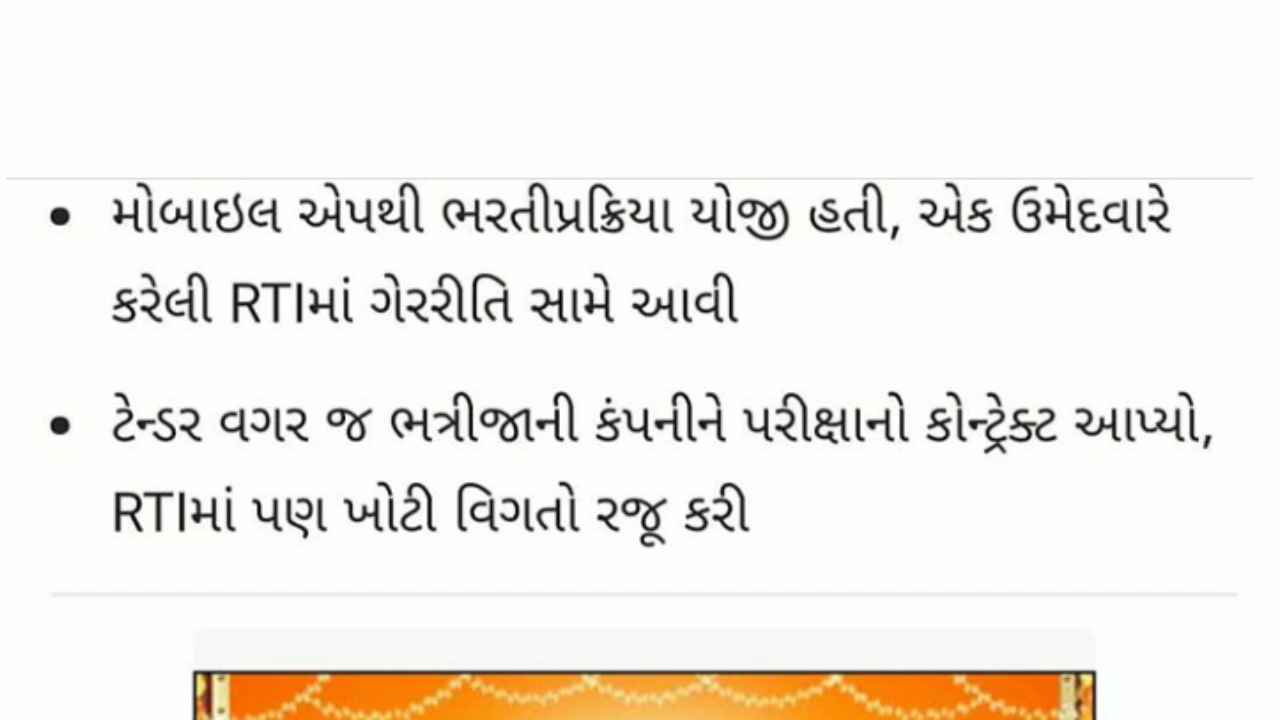 • મોબાઇલ એપથી ભરતીપ્રક્રિયા યોજી હતી, એક ઉમેદવારે
કરેલી RTIમાં ગેરરીતિ સામે આવી
• ટેન્ડર વગર જ ભત્રીજાની કંપનીને પરીક્ષાનો કોન્ટ્રેક્ટ આપ્યો,
RTIમાં પણ ખોટી વિગતો રજૂ કરી